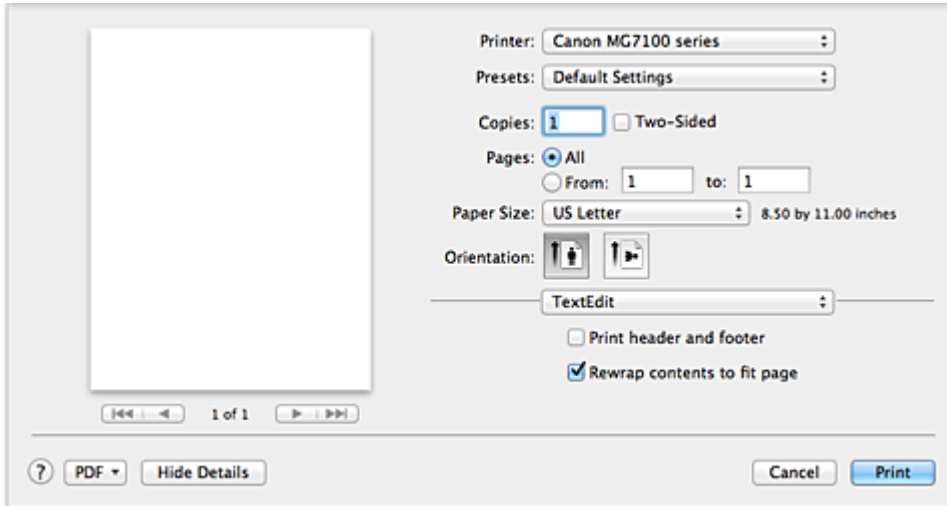 Printer: Canon MG7100 series
Presets: Default Settings
Copies: 1 Two-Sided
Pages: All
From: 1 to: 1
Paper Size: US Letter 8.50 by 11.00 inches
Orientation:
TextEdit
Print header and footer
Rewrap contents to fit page
1 of 1
? PDF Hide Details Cancel Print